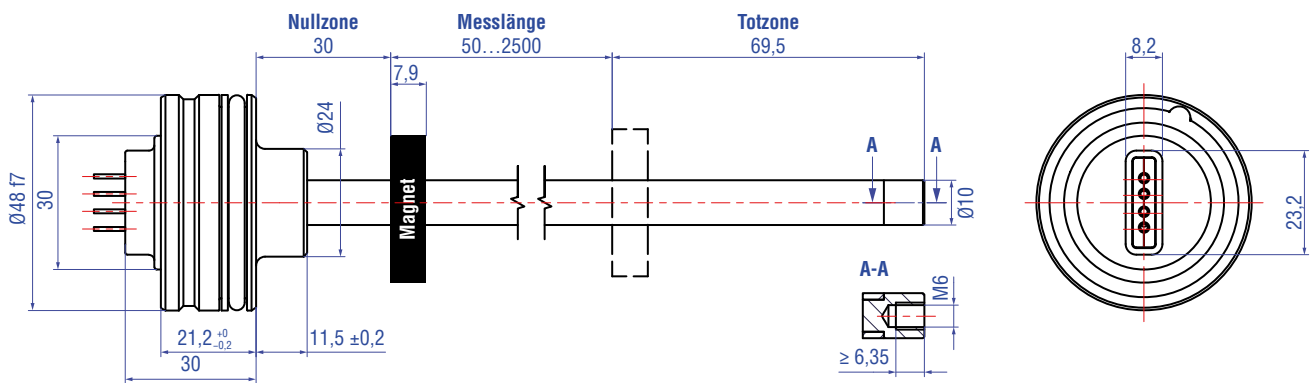 Nullzone
30
Messlänge
50...2500
Totzone
69,5
8,2
7,9
Ø24
A
A
Ø48 f7
30
Magnet
Ø10
23,2
A-A
M6
21,2 +0 -0,2
11,5 ±0,2
≥ 6,35
30